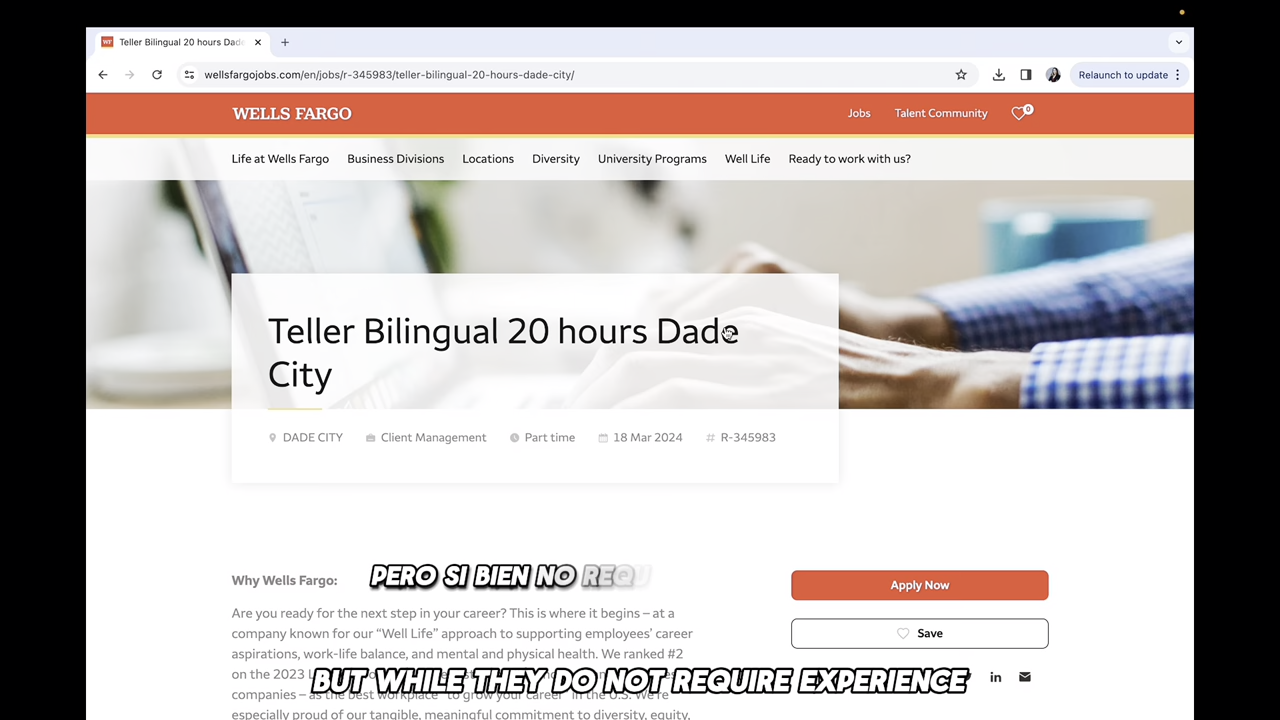 Teller Bilingual 20 hours Dade
wellsfargojobs.com/en/jobs/r-345983/teller-bilingual-20-hours-dade-city/
Relaunch to update
WELLS FARGO
Jobs
Talent Community
0
Life at Wells Fargo
Business Divisions
Locations
Diversity
University Programs
Well Life
Ready to work with us?
Teller Bilingual 20 hours Dade
City
DADE CITY
Client Management
Part time
18 Mar 2024
# R-345983
Why Wells Fargo:
PERO SI BIEN NO REQU
Are you ready for the next step in your career? This is where it begins – at a
company known for our “Well Life” approach to supporting employees’ career
aspirations, work-life balance, and mental and physical health. We ranked #2
on the 2023 L
companies – as the best workplace “to grow your career” in the U.S. We’re
especially proud of our tangible, meaningful commitment to diversity, equity,
Apply Now
Save
in
BUT WHILE THEY DO NOT REQUIRE EXPERIENCE